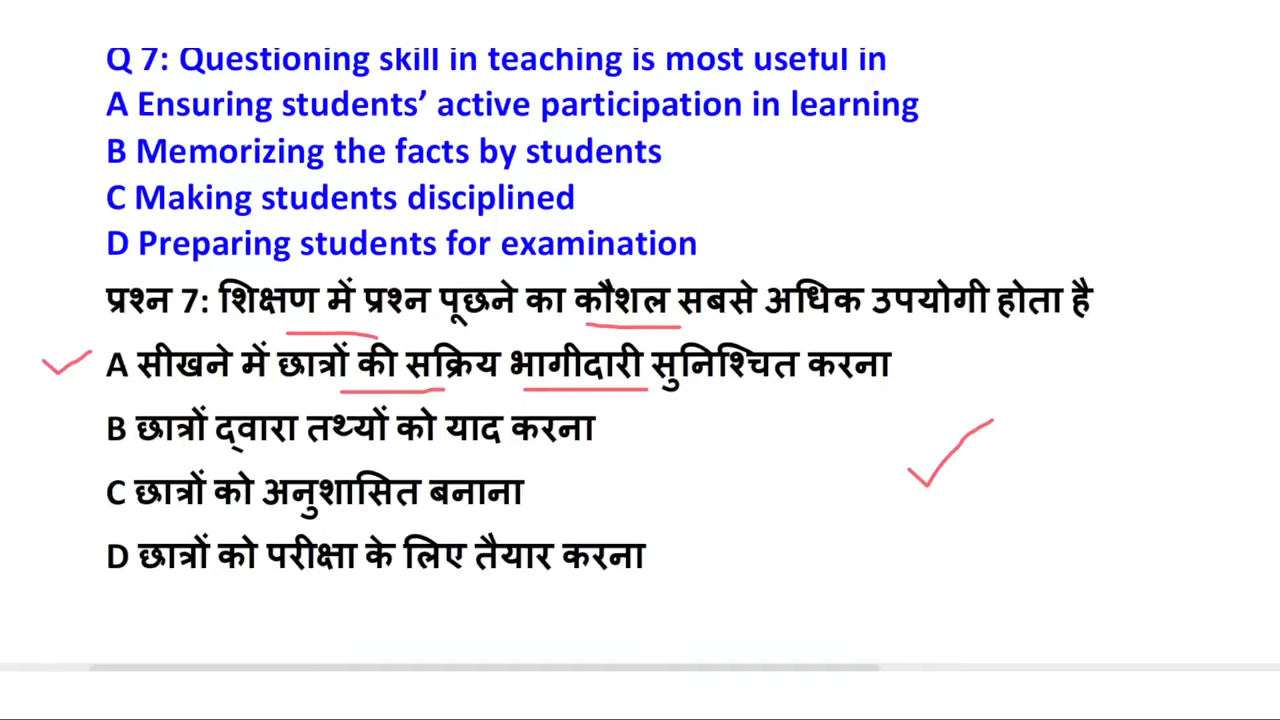 Q 7: Questioning skill in teaching is most useful in
A Ensuring students’ active participation in learning
B Memorizing the facts by students
C Making students disciplined
D Preparing students for examination
प्रश्न 7: शिक्षण में प्रश्न पूछने का कौशल सबसे अधिक उपयोगी होता है
A सीखने में छात्रों की सक्रिय भागीदारी सुनिश्चित करना
B छात्रों द्वारा तथ्यों को याद करना
C छात्रों को अनुशासित बनाना
D छात्रों को परीक्षा के लिए तैयार करना